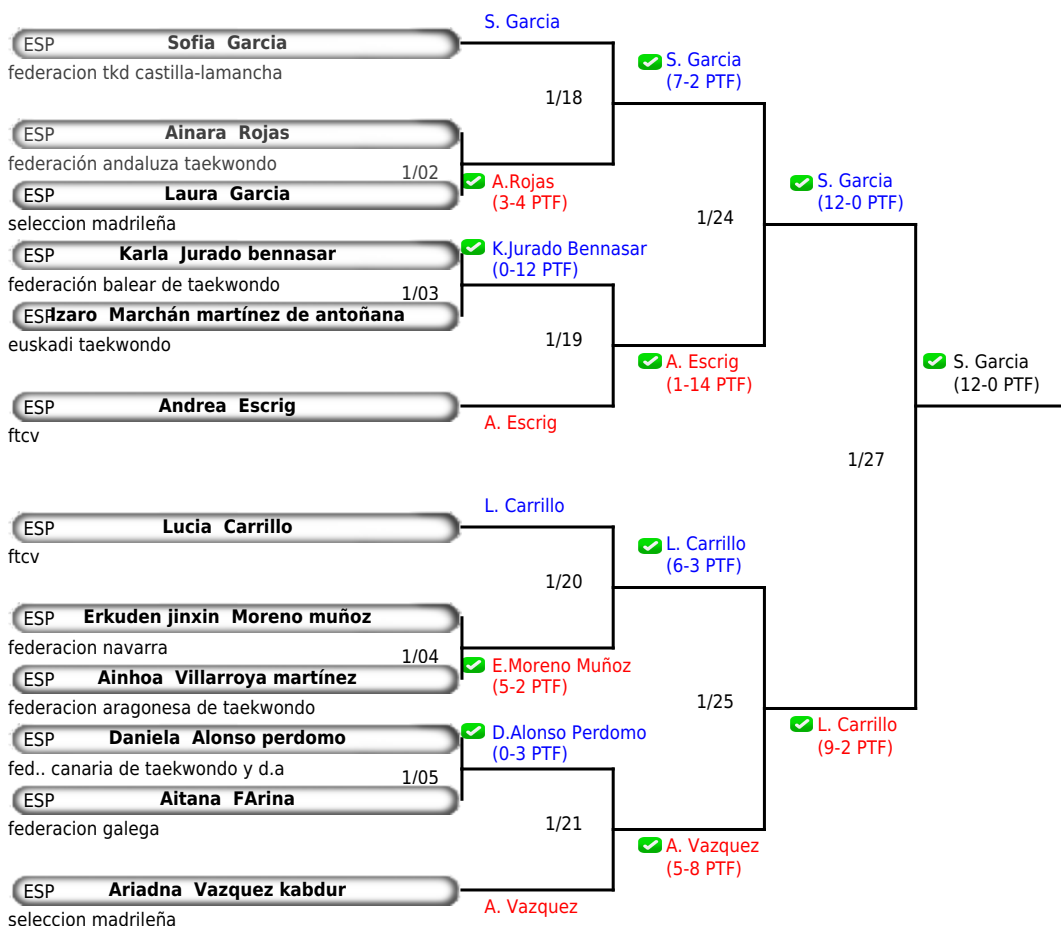 S. Garcia
ESP Sofia Garcia
federacion tkd castilla-lamancha
S. Garcia
(7-2 PTF)
1/18
ESP Ainara Rojas
federación andaluza taekwondo
1/02
A.Rojas
(3-4 PTF)
ESP Laura Garcia
seleccion madrileña
S. Garcia
(12-0 PTF)
1/24
ESP Karla Jurado bennasar
federación balear de taekwondo
K.Jurado Bennasar
(0-12 PTF)
1/03
ESP Izaro Marchán martínez de antoñana
euskadi taekwondo
1/19
A. Escrig
(1-14 PTF)
S. Garcia
(12-0 PTF)
ESP Andrea Escrig
ftcv
A. Escrig
1/27
L. Carrillo
ESP Lucia Carrillo
ftcv
L. Carrillo
(6-3 PTF)
1/20
ESP Erkuden jinxin Moreno muñoz
federacion navarra
1/04
E.Moreno Muñoz
(5-2 PTF)
ESP Ainhoa Villarroya martínez
federacion aragonesa de taekwondo
1/25
L. Carrillo
(9-2 PTF)
ESP Daniela Alonso perdomo
fed.. canaria de taekwondo y d.a
D.Alonso Perdomo
(0-3 PTF)
1/05
ESP Aitana FArina
federacion galega
1/21
A. Vazquez
(5-8 PTF)
ESP Ariadna Vazquez kabdur
seleccion madrileña
A. Vazquez